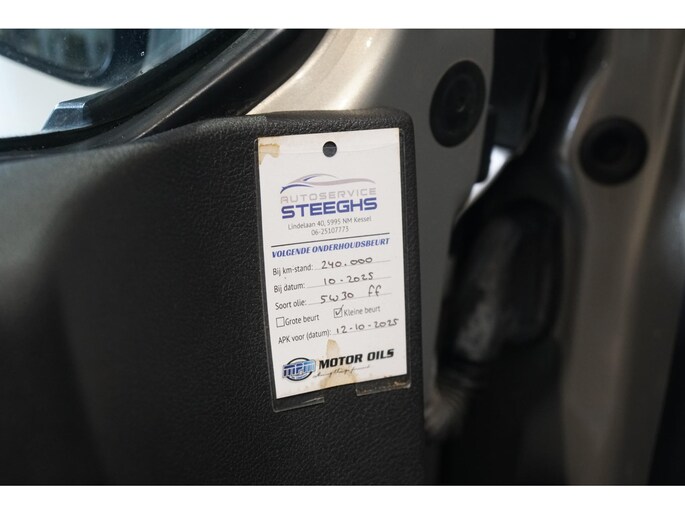 AUTOSERVICE
STEEGHS
Lindelaan 40, 5995 NM Kessel
06-25107773
VOLGENDE ONDERHOUDSBEURT
Bij km-stand: 240.000
Bij datum: 10-2025
Soort olie: 5W30 FF
Grote beurt Kleine beurt
APK voor (datum): 12-10-2025
MPM MOTOR OILS